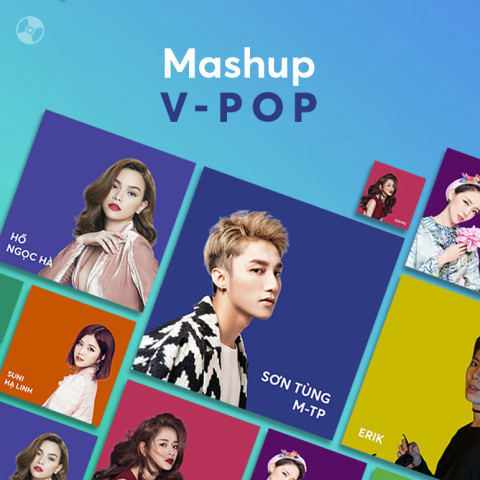 Mashup
V-POP
HỒ
NGỌC HÀ
SƠN TÙNG
M-TP
SUNI
HẠ LINH
ERIK